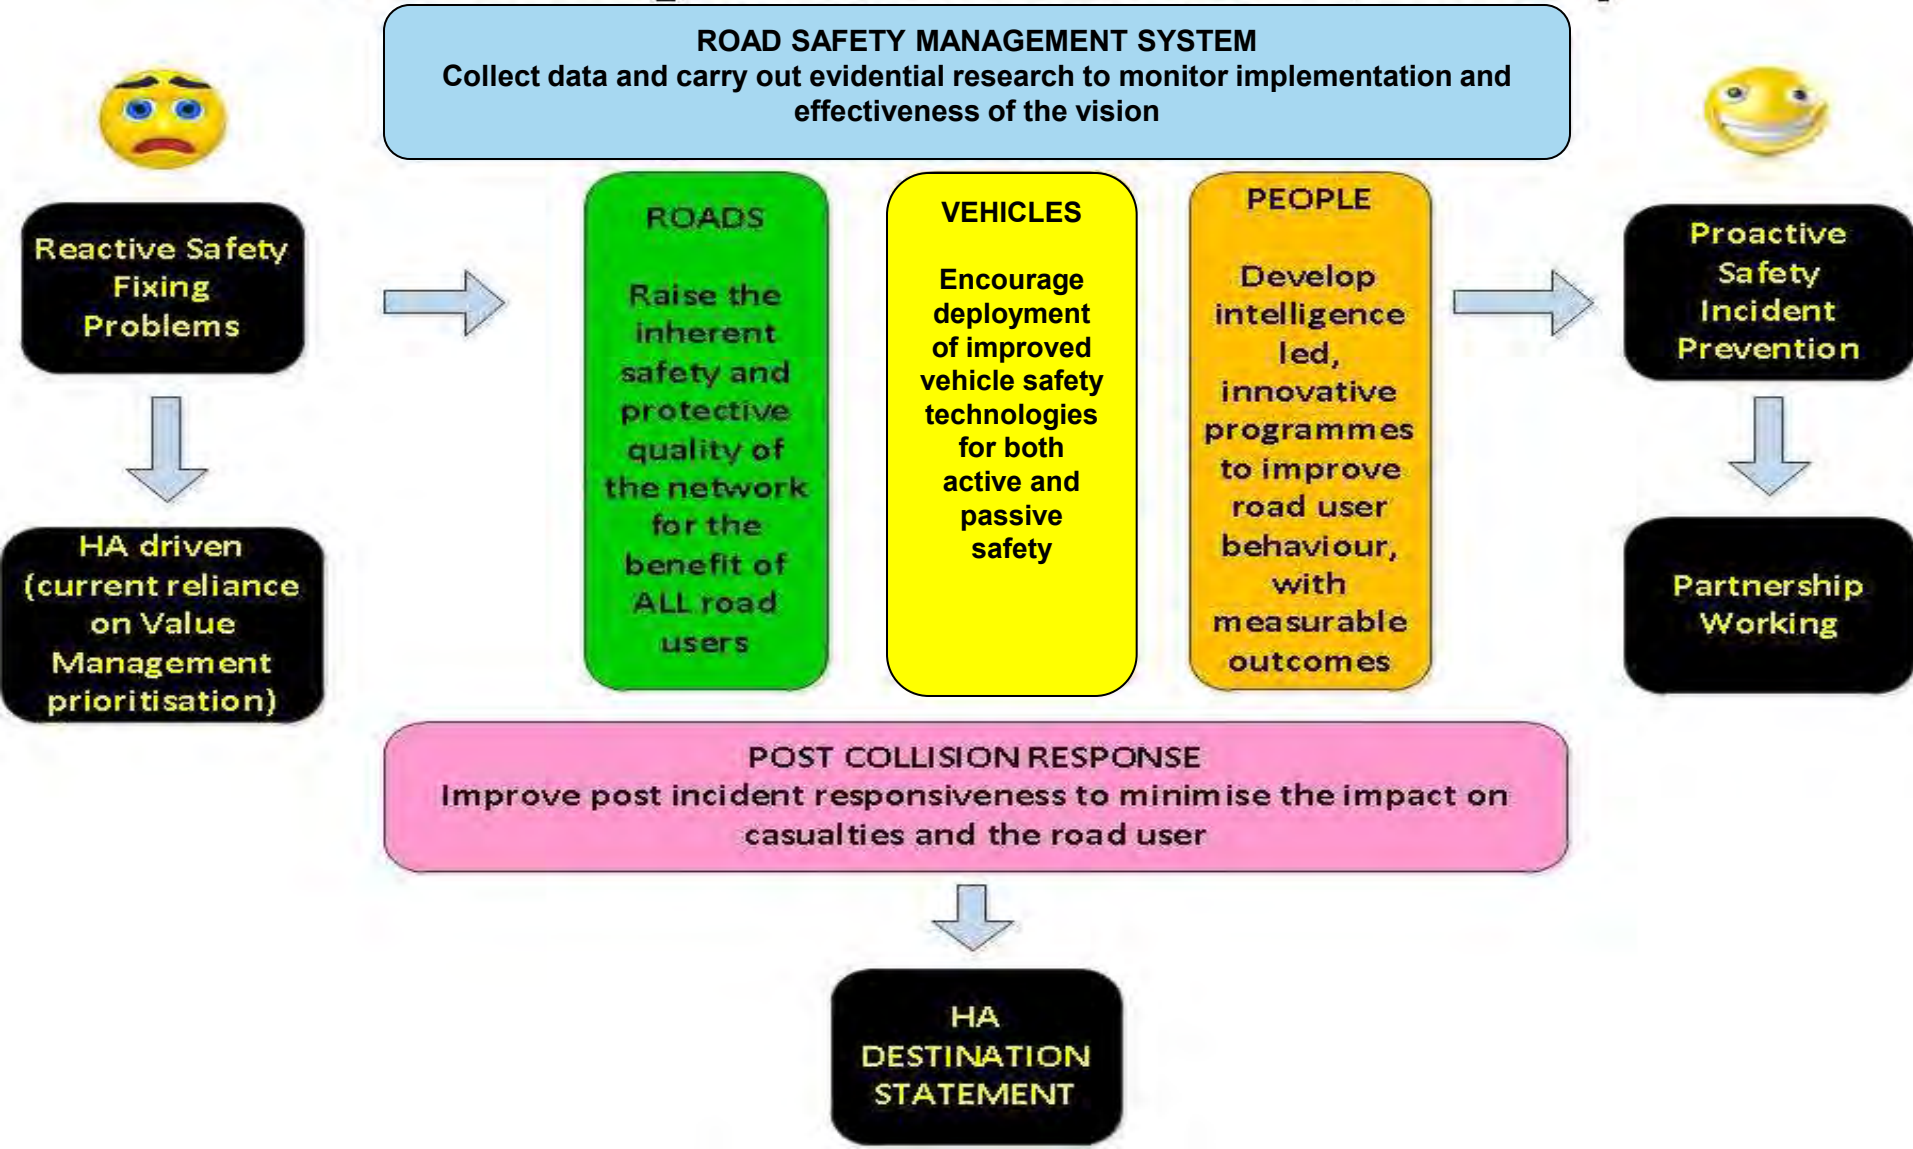 ROAD SAFETY MANAGEMENT SYSTEM
Collect data and carry out evidential research to monitor implementation and
effectiveness of the vision
Reactive Safety
Fixing
Problems
HA driven
(current reliance
on Value
Management
prioritisation)
ROADS
Raise the
inherent
safety and
protective
quality of
the network
for the
benefit of
ALL road
users
VEHICLES
Encourage
deployment
of improved
vehicle safety
technologies
for both
active and
passive
safety
PEOPLE
Develop
intelligence
led,
innovative
programmes
to improve
road user
behaviour,
with
measurable
outcomes
Proactive
Safety
Incident
Prevention
Partnership
Working
POST COLLISION RESPONSE
Improve post incident responsiveness to minimise the impact on
casualties and the road user
HA
DESTINATION
STATEMENT